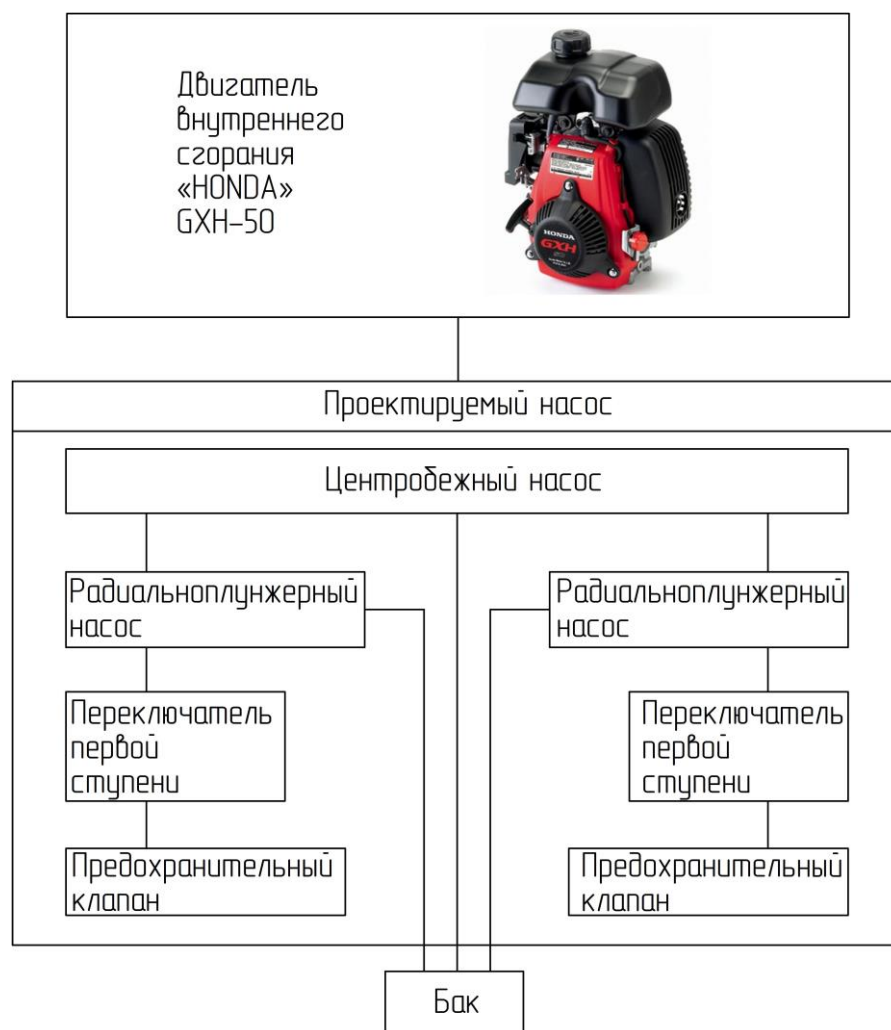 Двигатель
внутреннего
сгорания
«HONDA»
GXH-50
HONDA
GXH
50
Проектируемый насос
Центробежный насос
Радиальноплунжерный
насос
Радиальноплунжерный
насос
Переключатель
первой
ступени
Переключатель
первой
ступени
Предохранительный
клапан
Предохранительный
клапан
Бак